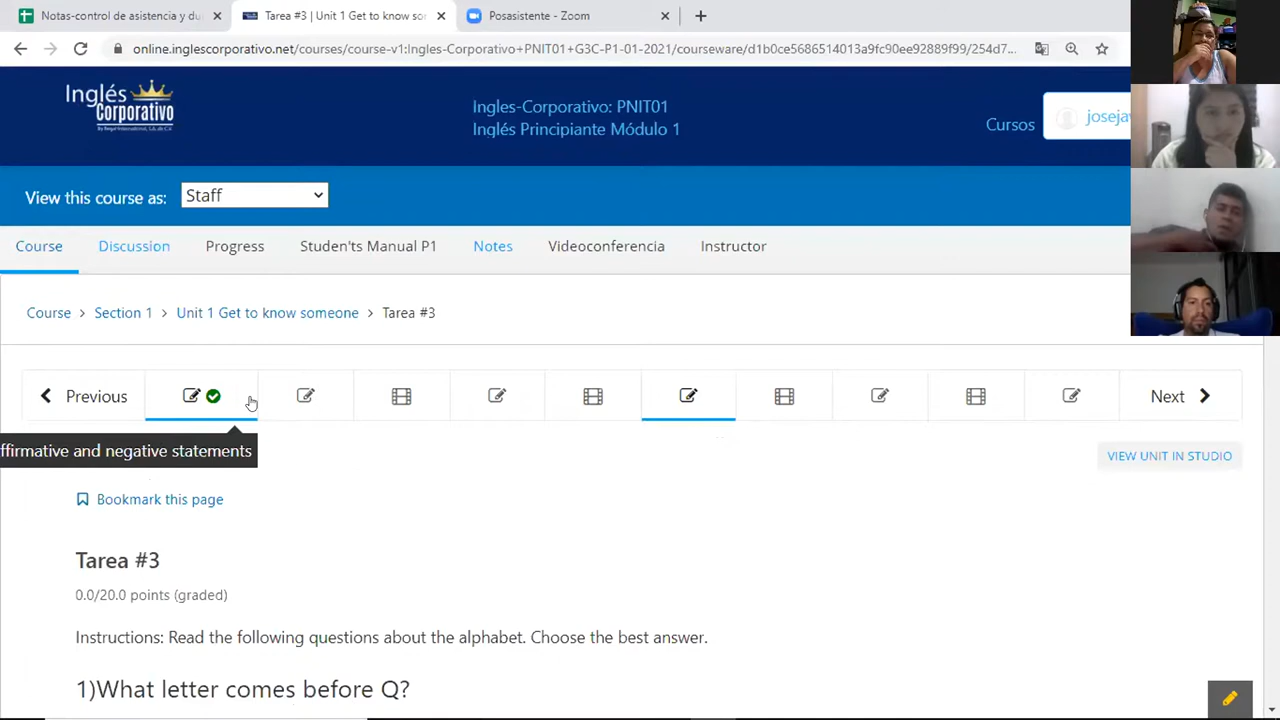 Notas-control de asistencia y du
Tarea #3 | Unit 1 Get to know so
Posasistente - Zoom
online.inglescorporativo.net/courses/course-v1:Ingles-Corporativo+PNIT01+G3C-P1-01-2021/courseware/d1b0ce5686514013a9fc90ee92889f99/254d7...
Inglés
Corporativo
Ingles-Corporativo: PNIT01
Inglés Principiante Módulo 1
Cursos
joseja
View this course as:
Staff
Course
Discussion
Progress
Studen'ts Manual P1
Notes
Videoconferencia
Instructor
Course > Section 1 > Unit 1 Get to know someone > Tarea #3
Previous
Next
ffirmative and negative statements
VIEW UNIT IN STUDIO
Bookmark this page
Tarea #3
0.0/20.0 points (graded)
Instructions: Read the following questions about the alphabet. Choose the best answer.
1)What letter comes before Q?